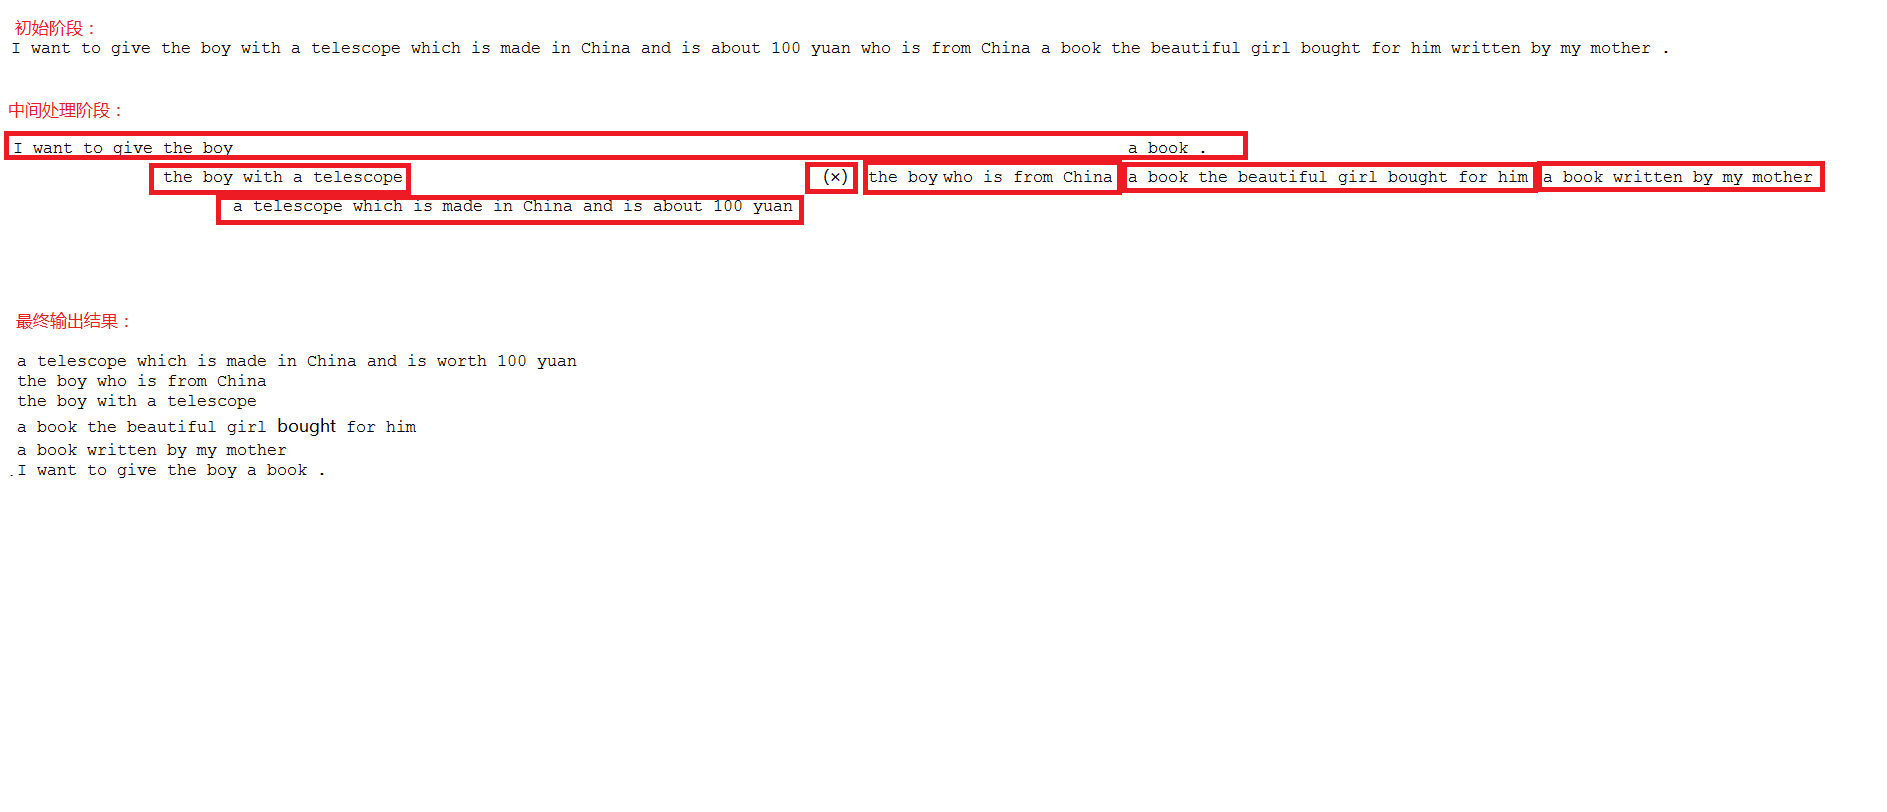 初始阶段：
I want to give the boy with a telescope which is made in China and is about 100 yuan who is from China a book the beautiful girl bought for him written by my mother .
中间处理阶段：
I want to give the boy a book .
the boy with a telescope (×) the boy who is from China a book the beautiful girl bought for him a book written by my mother
a telescope which is made in China and is about 100 yuan
最终输出结果：
a telescope which is made in China and is worth 100 yuan
the boy who is from China
the boy with a telescope
a book the beautiful girl bought for him
a book written by my mother
.I want to give the boy a book .